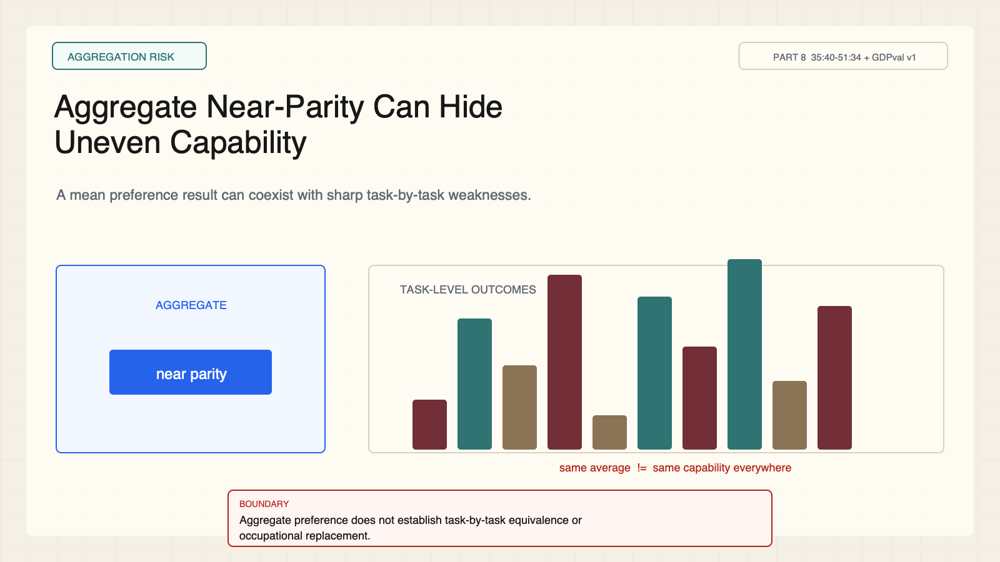 AGGREGATION RISK
PART 8  35:40-51:34 + GDPval v1
Aggregate Near-Parity Can Hide
Uneven Capability
A mean preference result can coexist with sharp task-by-task weaknesses.
AGGREGATE
near parity
TASK-LEVEL OUTCOMES
same average  !=  same capability everywhere
BOUNDARY
Aggregate preference does not establish task-by-task equivalence or
occupational replacement.